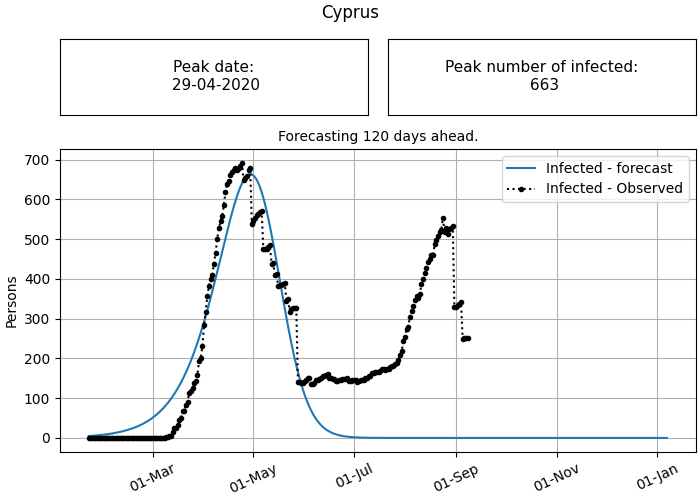 Cyprus
Peak date:
29-04-2020
Peak number of infected:
663
Forecasting 120 days ahead.
Infected - forecast
Infected - Observed
Persons
700
600
500
400
300
200
100
0
01-Mar
01-May
01-Jul
01-Sep
01-Nov
01-Jan